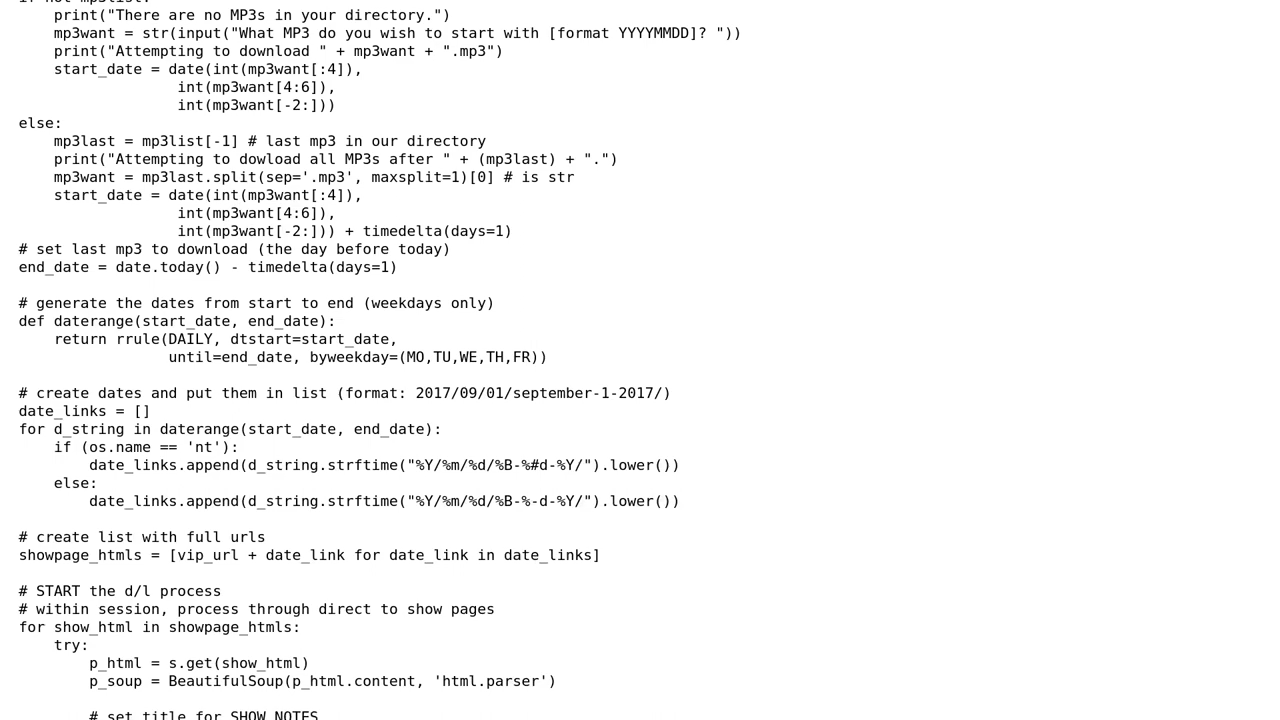 if not mp3list:
    print("There are no MP3s in your directory.")
    mp3want = str(input("What MP3 do you wish to start with [format YYYYMMDD]? "))
    print("Attempting to download " + mp3want + ".mp3")
    start_date = date(int(mp3want[:4]),
                  int(mp3want[4:6]),
                  int(mp3want[-2:]))
else:
    mp3last = mp3list[-1] # last mp3 in our directory
    print("Attempting to dowload all MP3s after " + (mp3last) + ".")
    mp3want = mp3last.split(sep='.mp3', maxsplit=1)[0] # is str
    start_date = date(int(mp3want[:4]),
                  int(mp3want[4:6]),
                  int(mp3want[-2:])) + timedelta(days=1)
# set last mp3 to download (the day before today)
end_date = date.today() - timedelta(days=1)

# generate the dates from start to end (weekdays only)
def daterange(start_date, end_date):
    return rrule(DAILY, dtstart=start_date,
                 until=end_date, byweekday=(MO,TU,WE,TH,FR))

# create dates and put them in list (format: 2017/09/01/september-1-2017/)
date_links = []
for d_string in daterange(start_date, end_date):
    if (os.name == 'nt'):
        date_links.append(d_string.strftime("%Y/%m/%d/%B-%#d-%Y/").lower())
    else:
        date_links.append(d_string.strftime("%Y/%m/%d/%B-%-d-%Y/").lower())

# create list with full urls
showpage_htmls = [vip_url + date_link for date_link in date_links]

# START the d/l process
# within session, process through direct to show pages
for show_html in showpage_htmls:
    try:
        p_html = s.get(show_html)
        p_soup = BeautifulSoup(p_html.content, 'html.parser')

        # set title for SHOW NOTES